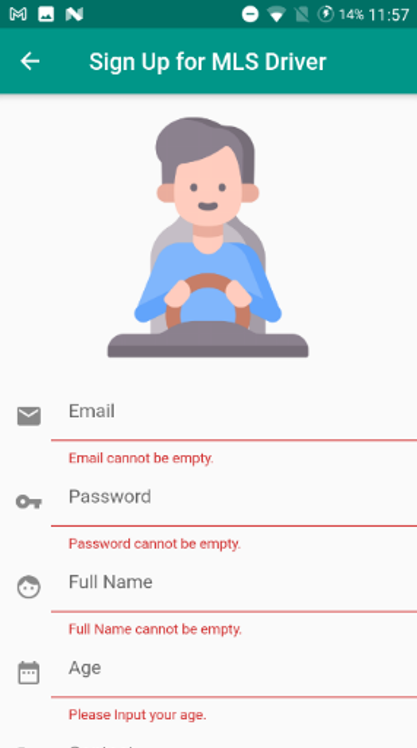 14% 11:57
Sign Up for MLS Driver
Email
Email cannot be empty.
Password
Password cannot be empty.
Full Name
Full Name cannot be empty.
Age
Please Input your age.